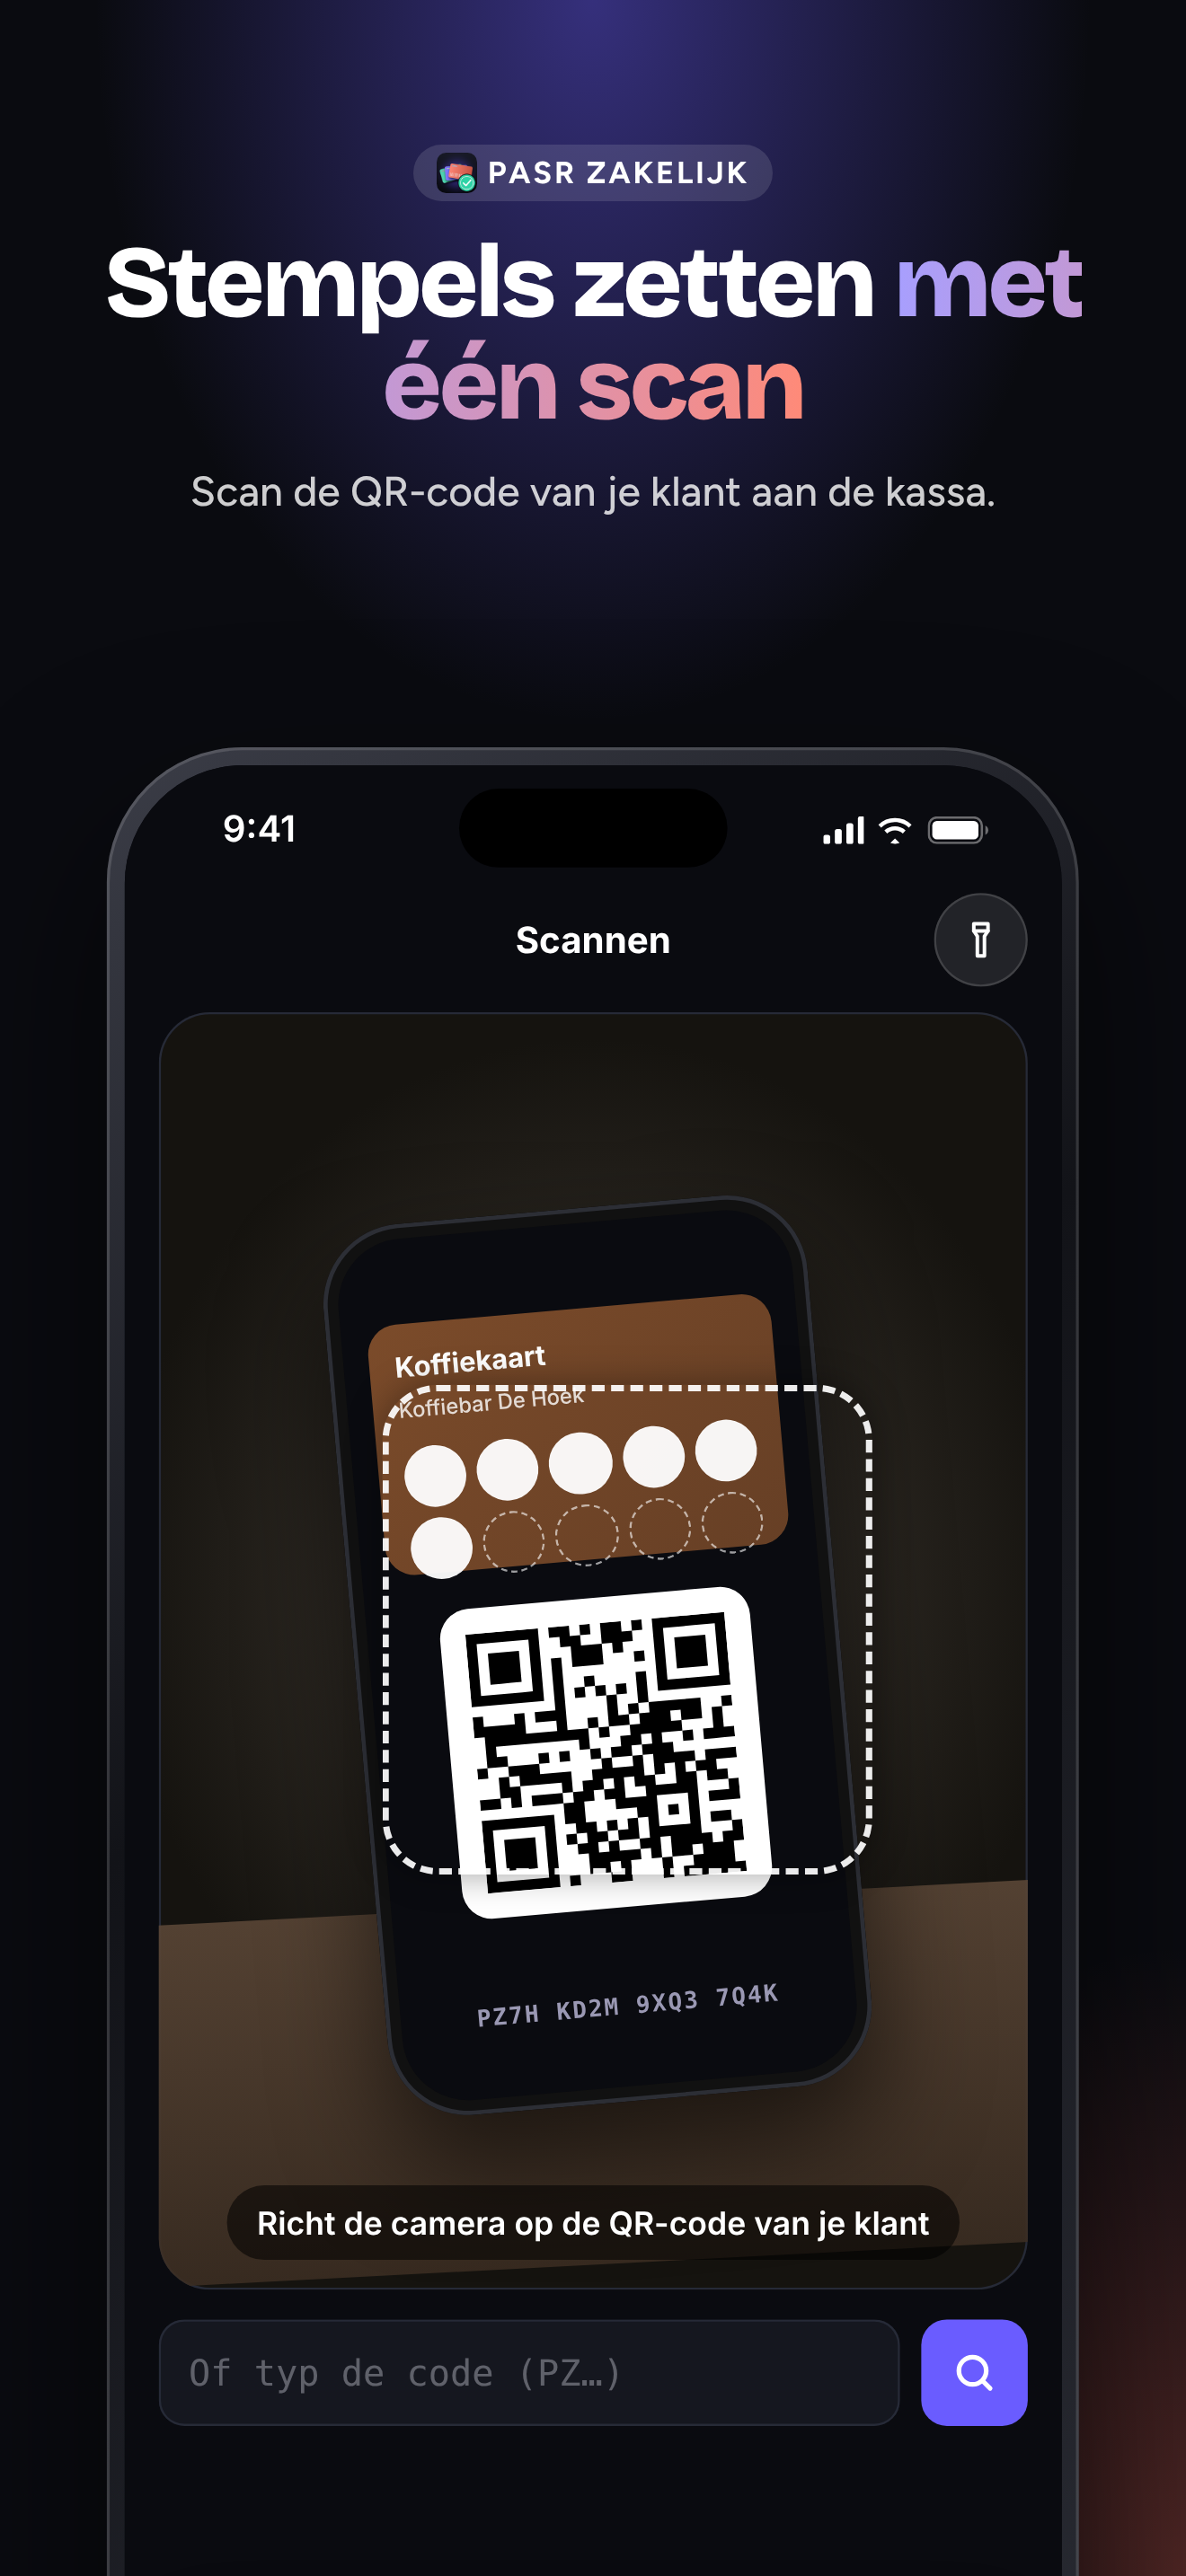 PASR ZAKELIJK
Stempels zetten met
één scan
Scan de QR-code van je klant aan de kassa.
9:41
Scannen
Koffiekaart
Koffiebar De Hoek
PZ7H KD2M 9XQ3 7Q4K
Richt de camera op de QR-code van je klant
Of typ de code (PZ…)